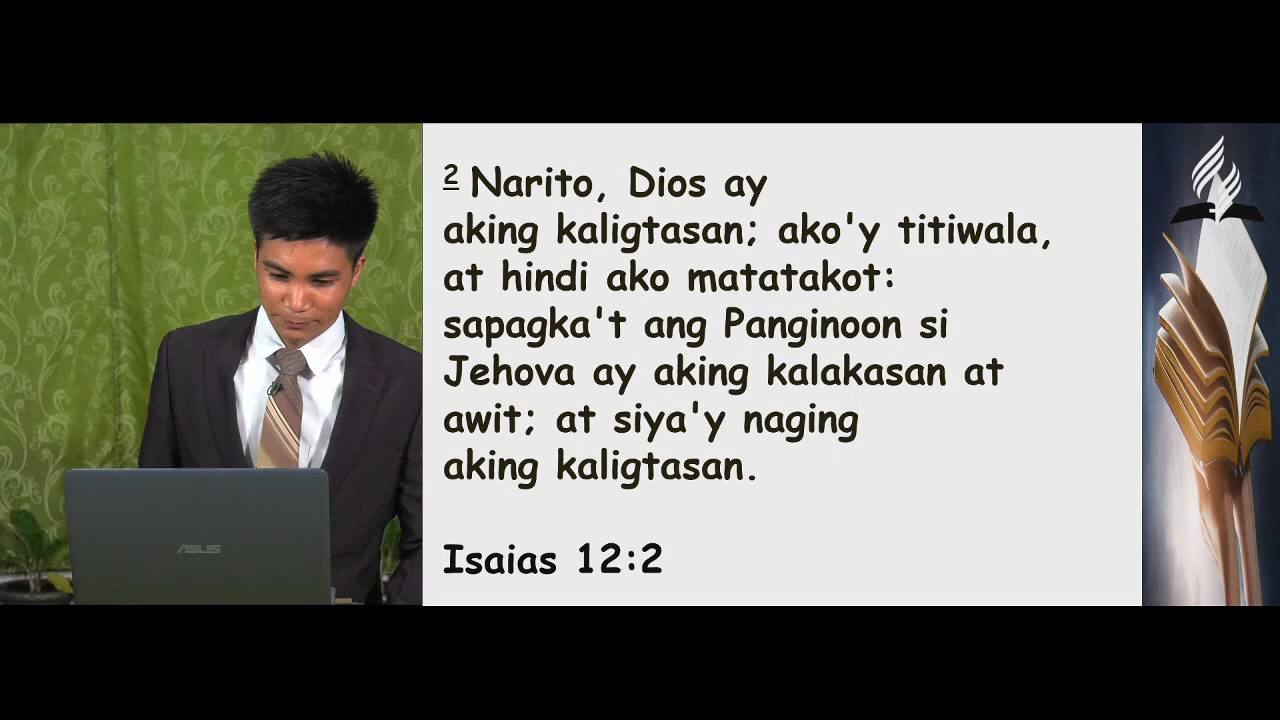 2 Narito, Dios ay
aking kaligtasan; ako'y titiwala,
at hindi ako matatakot:
sapagka't ang Panginoon si
Jehova ay aking kalakasan at
awit; at siya'y naging
aking kaligtasan.
Isaias 12:2
ASUS